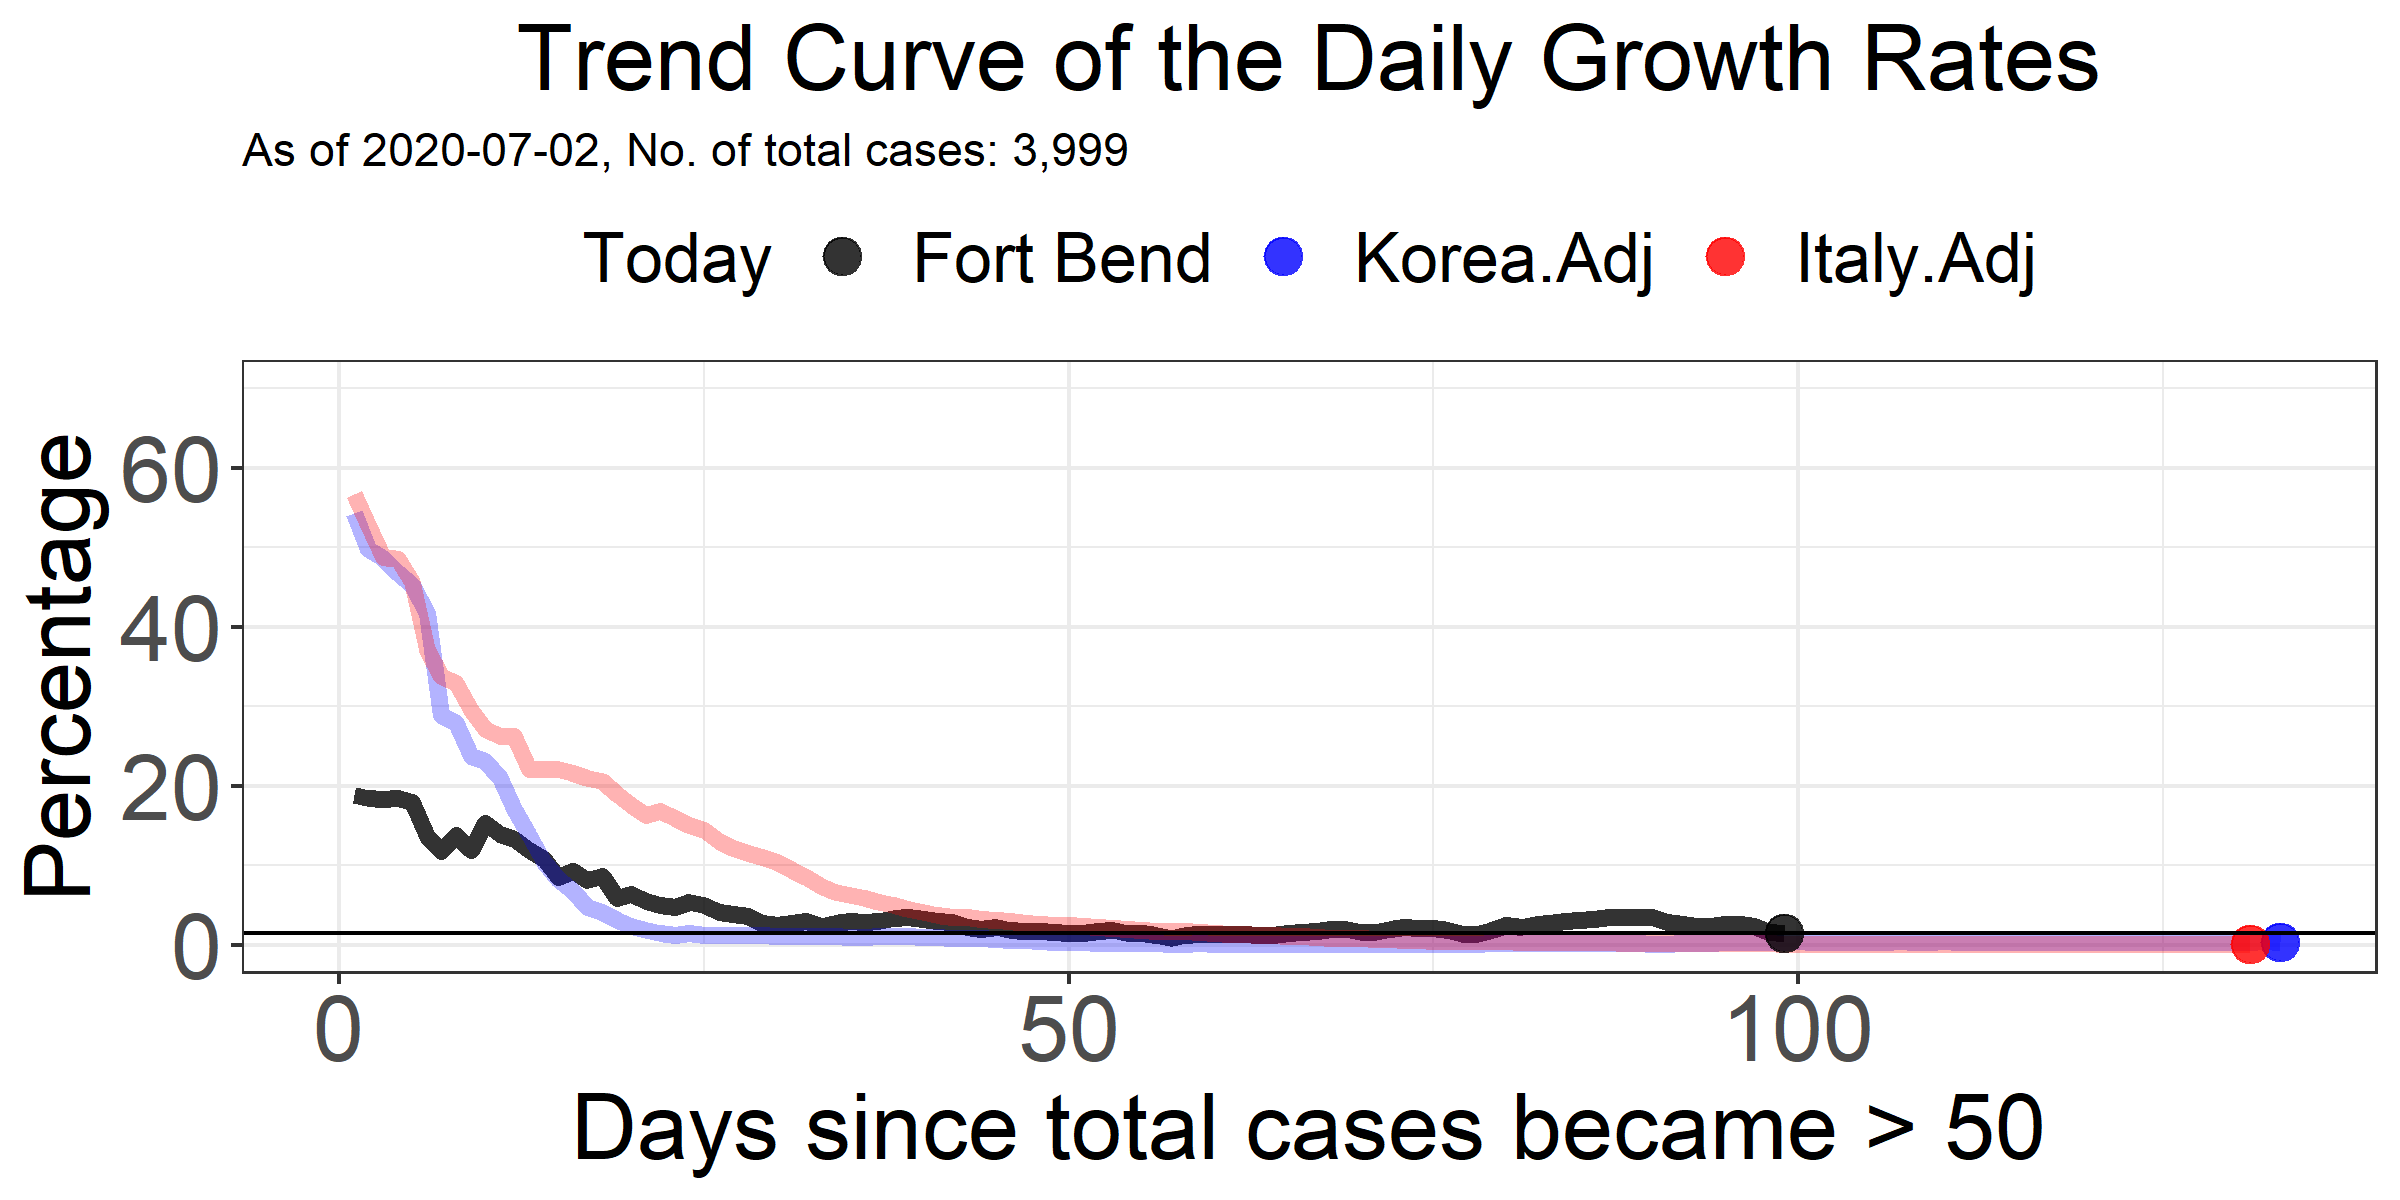 Trend Curve of the Daily Growth Rates
As of 2020-07-02, No. of total cases: 3,999
Today Fort Bend Korea.Adj Italy.Adj
Percentage
60
40
20
0
0 50 100
Days since total cases became > 50